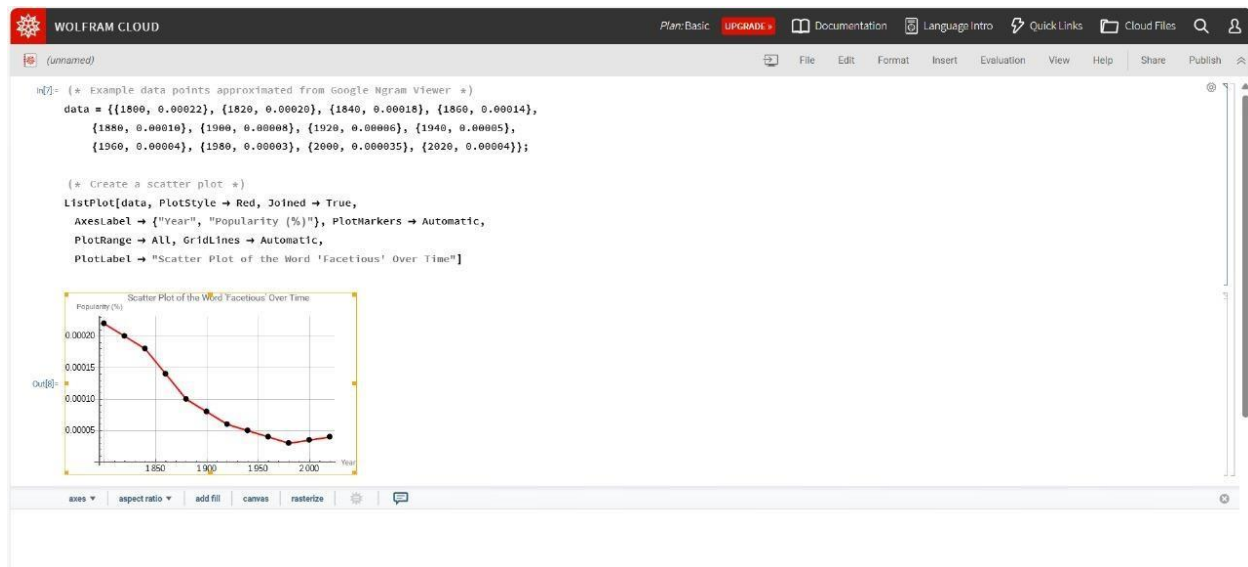 WOLFRAM CLOUD
Plan: Basic UPGRADE » Documentation Language Intro Quick Links Cloud Files
(unnamed) File Edit Format Insert Evaluation View Help Share Publish
In[7]:= (* Example data points approximated from Google Ngram Viewer *)
data = {{1800, 0.00022}, {1820, 0.00020}, {1840, 0.00018}, {1860, 0.00014},
{1880, 0.00010}, {1900, 0.00008}, {1920, 0.00006}, {1940, 0.00005},
{1960, 0.00004}, {1980, 0.00003}, {2000, 0.000035}, {2020, 0.00004}};
(* Create a scatter plot *)
ListPlot[data, PlotStyle → Red, Joined → True,
AxesLabel → {"Year", "Popularity (%)"}, PlotMarkers → Automatic,
PlotRange → All, GridLines → Automatic,
PlotLabel → "Scatter Plot of the Word 'Facetious' Over Time"]
Scatter Plot of the Word 'Facetious' Over Time
Popularity (%)
0.00020
0.00015
Out[8]=
0.00010
0.00005
Year
1850 1900 1950 2000
axes ▾ aspect ratio ▾ add fill canvas rasterize